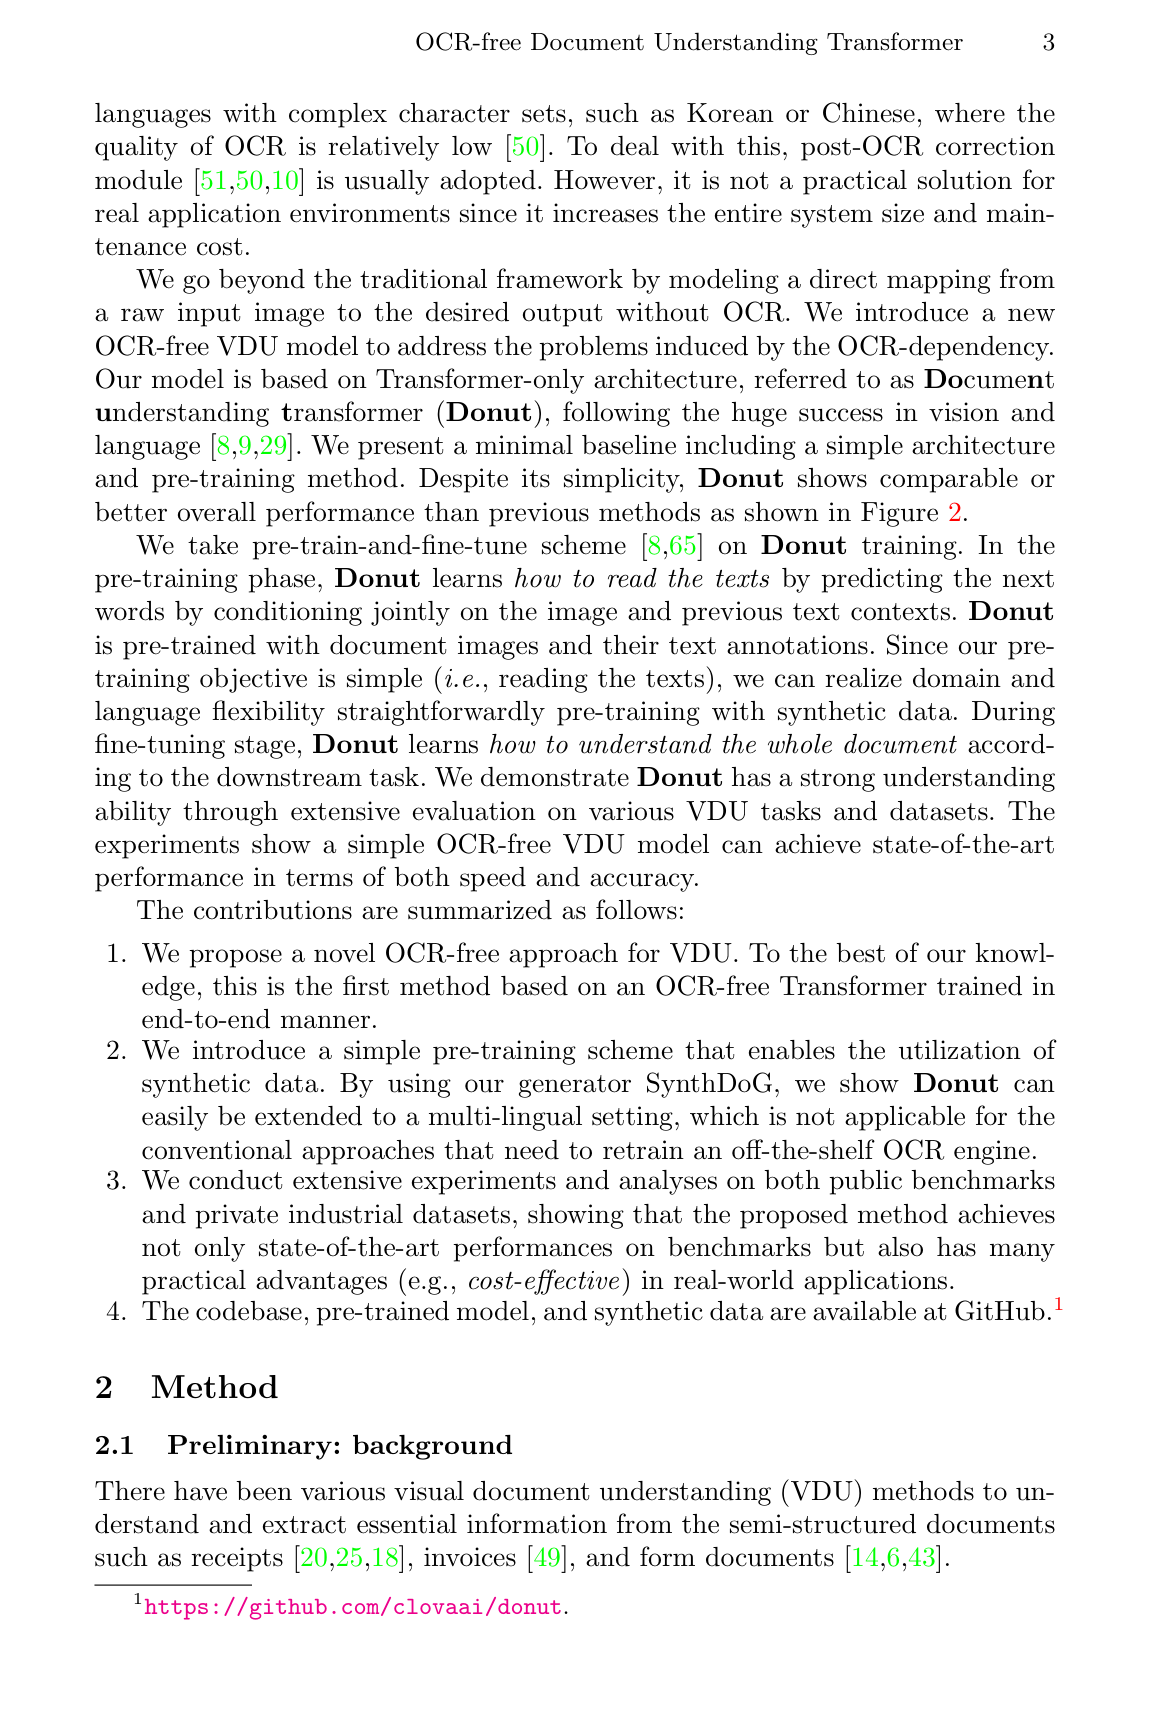 OCR-free Document Understanding Transformer 3
languages with complex character sets, such as Korean or Chinese, where the
quality of OCR is relatively low [50]. To deal with this, post-OCR correction
module [51,50,10] is usually adopted. However, it is not a practical solution for
real application environments since it increases the entire system size and main-
tenance cost.
We go beyond the traditional framework by modeling a direct mapping from
a raw input image to the desired output without OCR. We introduce a new
OCR-free VDU model to address the problems induced by the OCR-dependency.
Our model is based on Transformer-only architecture, referred to as Document
understanding transformer (Donut), following the huge success in vision and
language [8,9,29]. We present a minimal baseline including a simple architecture
and pre-training method. Despite its simplicity, Donut shows comparable or
better overall performance than previous methods as shown in Figure 2.
We take pre-train-and-fine-tune scheme [8,65] on Donut training. In the
pre-training phase, Donut learns how to read the texts by predicting the next
words by conditioning jointly on the image and previous text contexts. Donut
is pre-trained with document images and their text annotations. Since our pre-
training objective is simple (i.e., reading the texts), we can realize domain and
language flexibility straightforwardly pre-training with synthetic data. During
fine-tuning stage, Donut learns how to understand the whole document accord-
ing to the downstream task. We demonstrate Donut has a strong understanding
ability through extensive evaluation on various VDU tasks and datasets. The
experiments show a simple OCR-free VDU model can achieve state-of-the-art
performance in terms of both speed and accuracy.
The contributions are summarized as follows:
1. We propose a novel OCR-free approach for VDU. To the best of our knowl-
edge, this is the first method based on an OCR-free Transformer trained in
end-to-end manner.
2. We introduce a simple pre-training scheme that enables the utilization of
synthetic data. By using our generator SynthDoG, we show Donut can
easily be extended to a multi-lingual setting, which is not applicable for the
conventional approaches that need to retrain an off-the-shelf OCR engine.
3. We conduct extensive experiments and analyses on both public benchmarks
and private industrial datasets, showing that the proposed method achieves
not only state-of-the-art performances on benchmarks but also has many
practical advantages (e.g., cost-effective) in real-world applications.
4. The codebase, pre-trained model, and synthetic data are available at GitHub.1
2 Method
2.1 Preliminary: background
There have been various visual document understanding (VDU) methods to un-
derstand and extract essential information from the semi-structured documents
such as receipts [20,25,18], invoices [49], and form documents [14,6,43].
1 https://github.com/clovaai/donut.